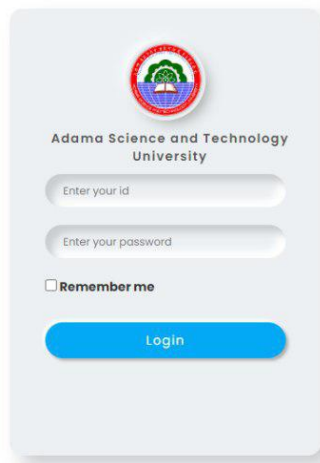 Adama Science and Technology
University
Enter your id
Enter your password
Remember me
Login